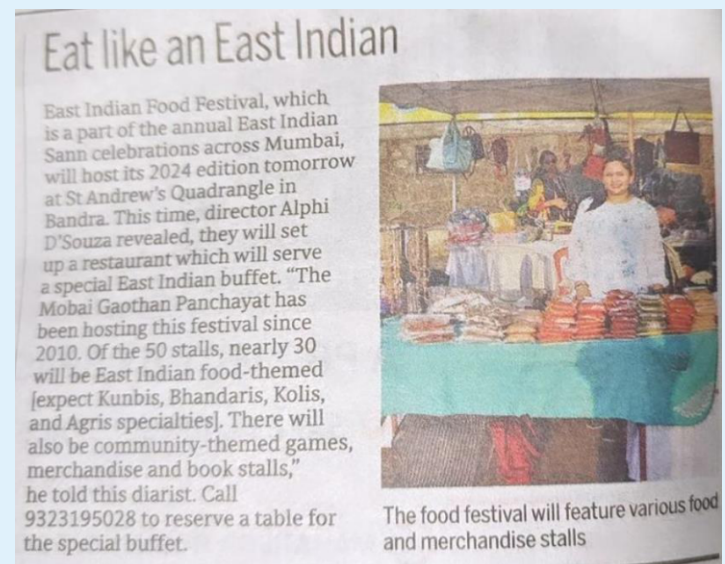 Eat like an East Indian
East Indian Food Festival, which
is a part of the annual East Indian
Sann celebrations across Mumbai,
will host its 2024 edition tomorrow
at St Andrew's Quadrangle in
Bandra. This time, director Alphi
D'Souza revealed, they will set
up a restaurant which will serve
a special East Indian buffet. “The
Mobai Gaothan Panchayat has
been hosting this festival since
2010. Of the 50 stalls, nearly 30
will be East Indian food-themed
[expect Kunbis, Bhandaris, Kolis,
and Agris specialties]. There will
also be community-themed games,
merchandise and book stalls,”
he told this diarist. Call
9323195028 to reserve a table for
the special buffet.
The food festival will feature various food
and merchandise stalls